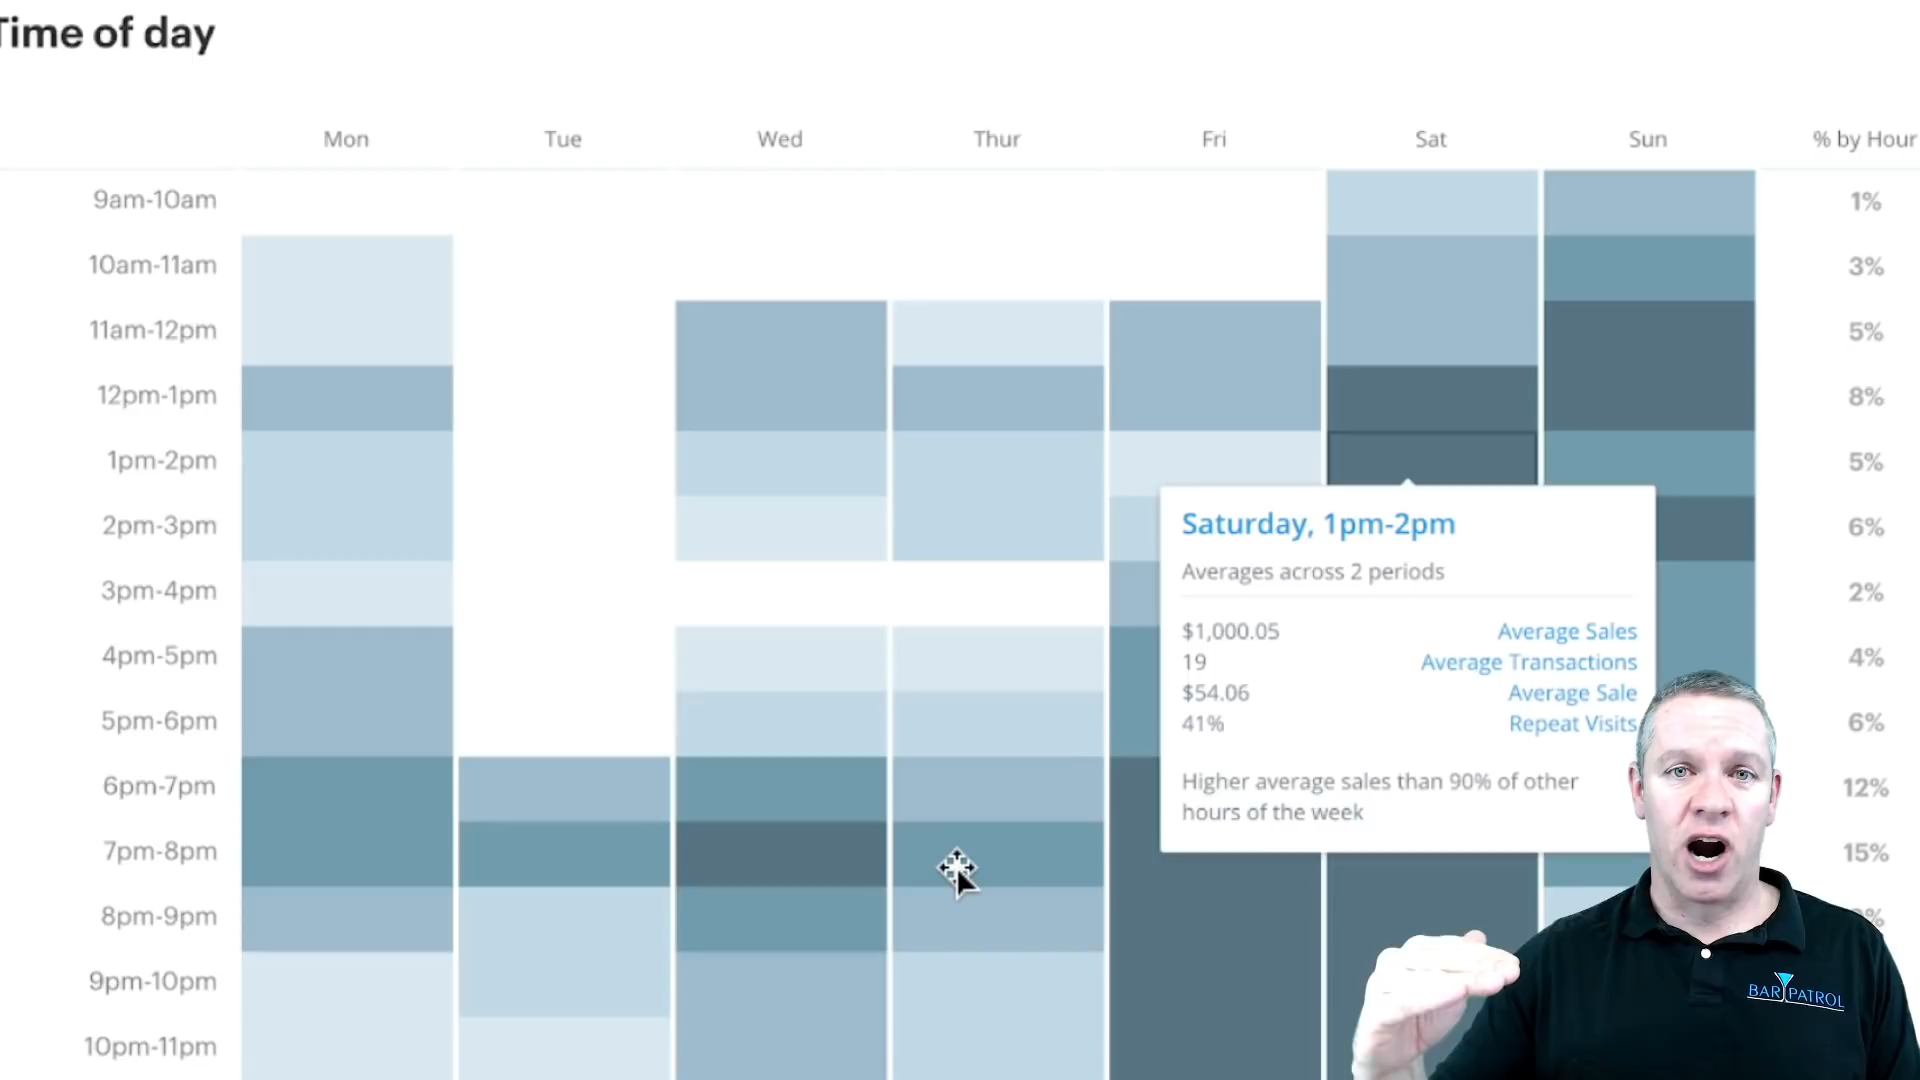 Time of day
Mon Tue Wed Thur Fri Sat Sun % by Hour
9am-10am 1%
10am-11am 3%
11am-12pm 5%
12pm-1pm 8%
1pm-2pm 5%
2pm-3pm 6%
3pm-4pm 2%
4pm-5pm 4%
5pm-6pm 6%
6pm-7pm 12%
7pm-8pm 15%
8pm-9pm
9pm-10pm
10pm-11pm
Saturday, 1pm-2pm
Averages across 2 periods
$1,000.05 Average Sales
19 Average Transactions
$54.06 Average Sale
41% Repeat Visits
Higher average sales than 90% of other
hours of the week
BAR PATROL